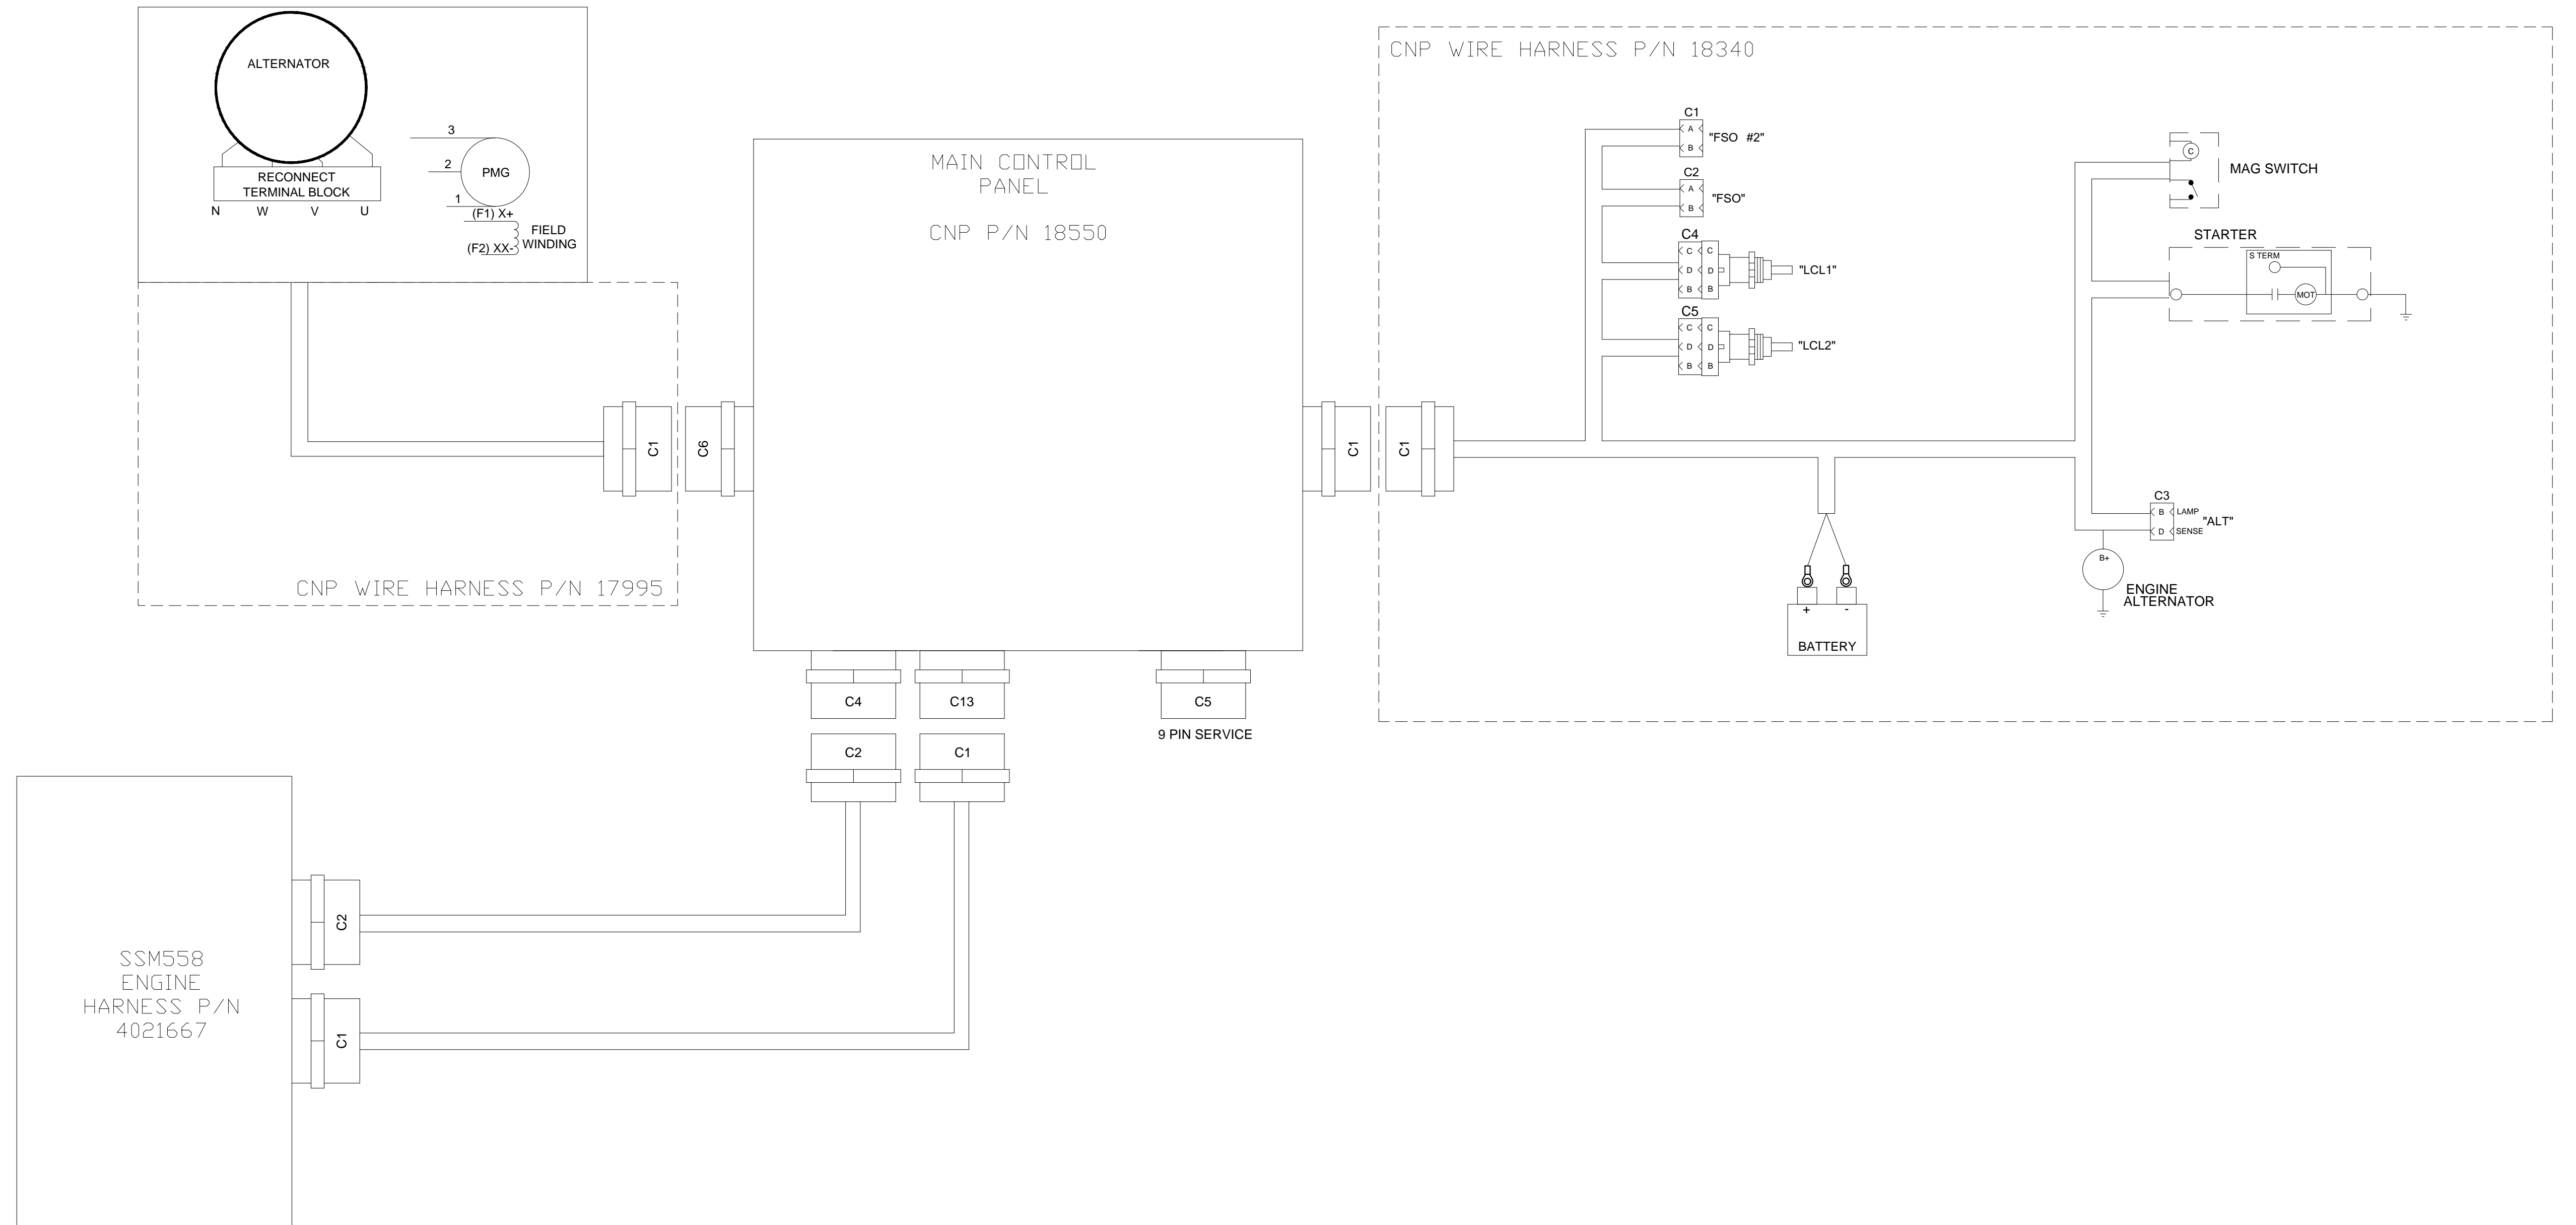 ALTERNATOR
RECONNECT
TERMINAL BLOCK
N W V U
3
2
1
PMG
(F1) X+
(F2) XX-
FIELD
WINDING
CNP WIRE HARNESS P/N 17995
C1
C6
MAIN CONTROL
PANEL
CNP P/N 18550
C1
C4
C13
C5
9 PIN SERVICE
C2
C1
SSM558
ENGINE
HARNESS P/N
4021667
C2
C1
CNP WIRE HARNESS P/N 18340
C1
C1
A
B
"FSO #2"
C2
A
B
"FSO"
C4
C C
D D
B B
"LCL1"
C5
C C
D D
B B
"LCL2"
C
MAG SWITCH
STARTER
S TERM
MOT
C3
B LAMP
D SENSE
"ALT"
B+
ENGINE
ALTERNATOR
+ -
BATTERY